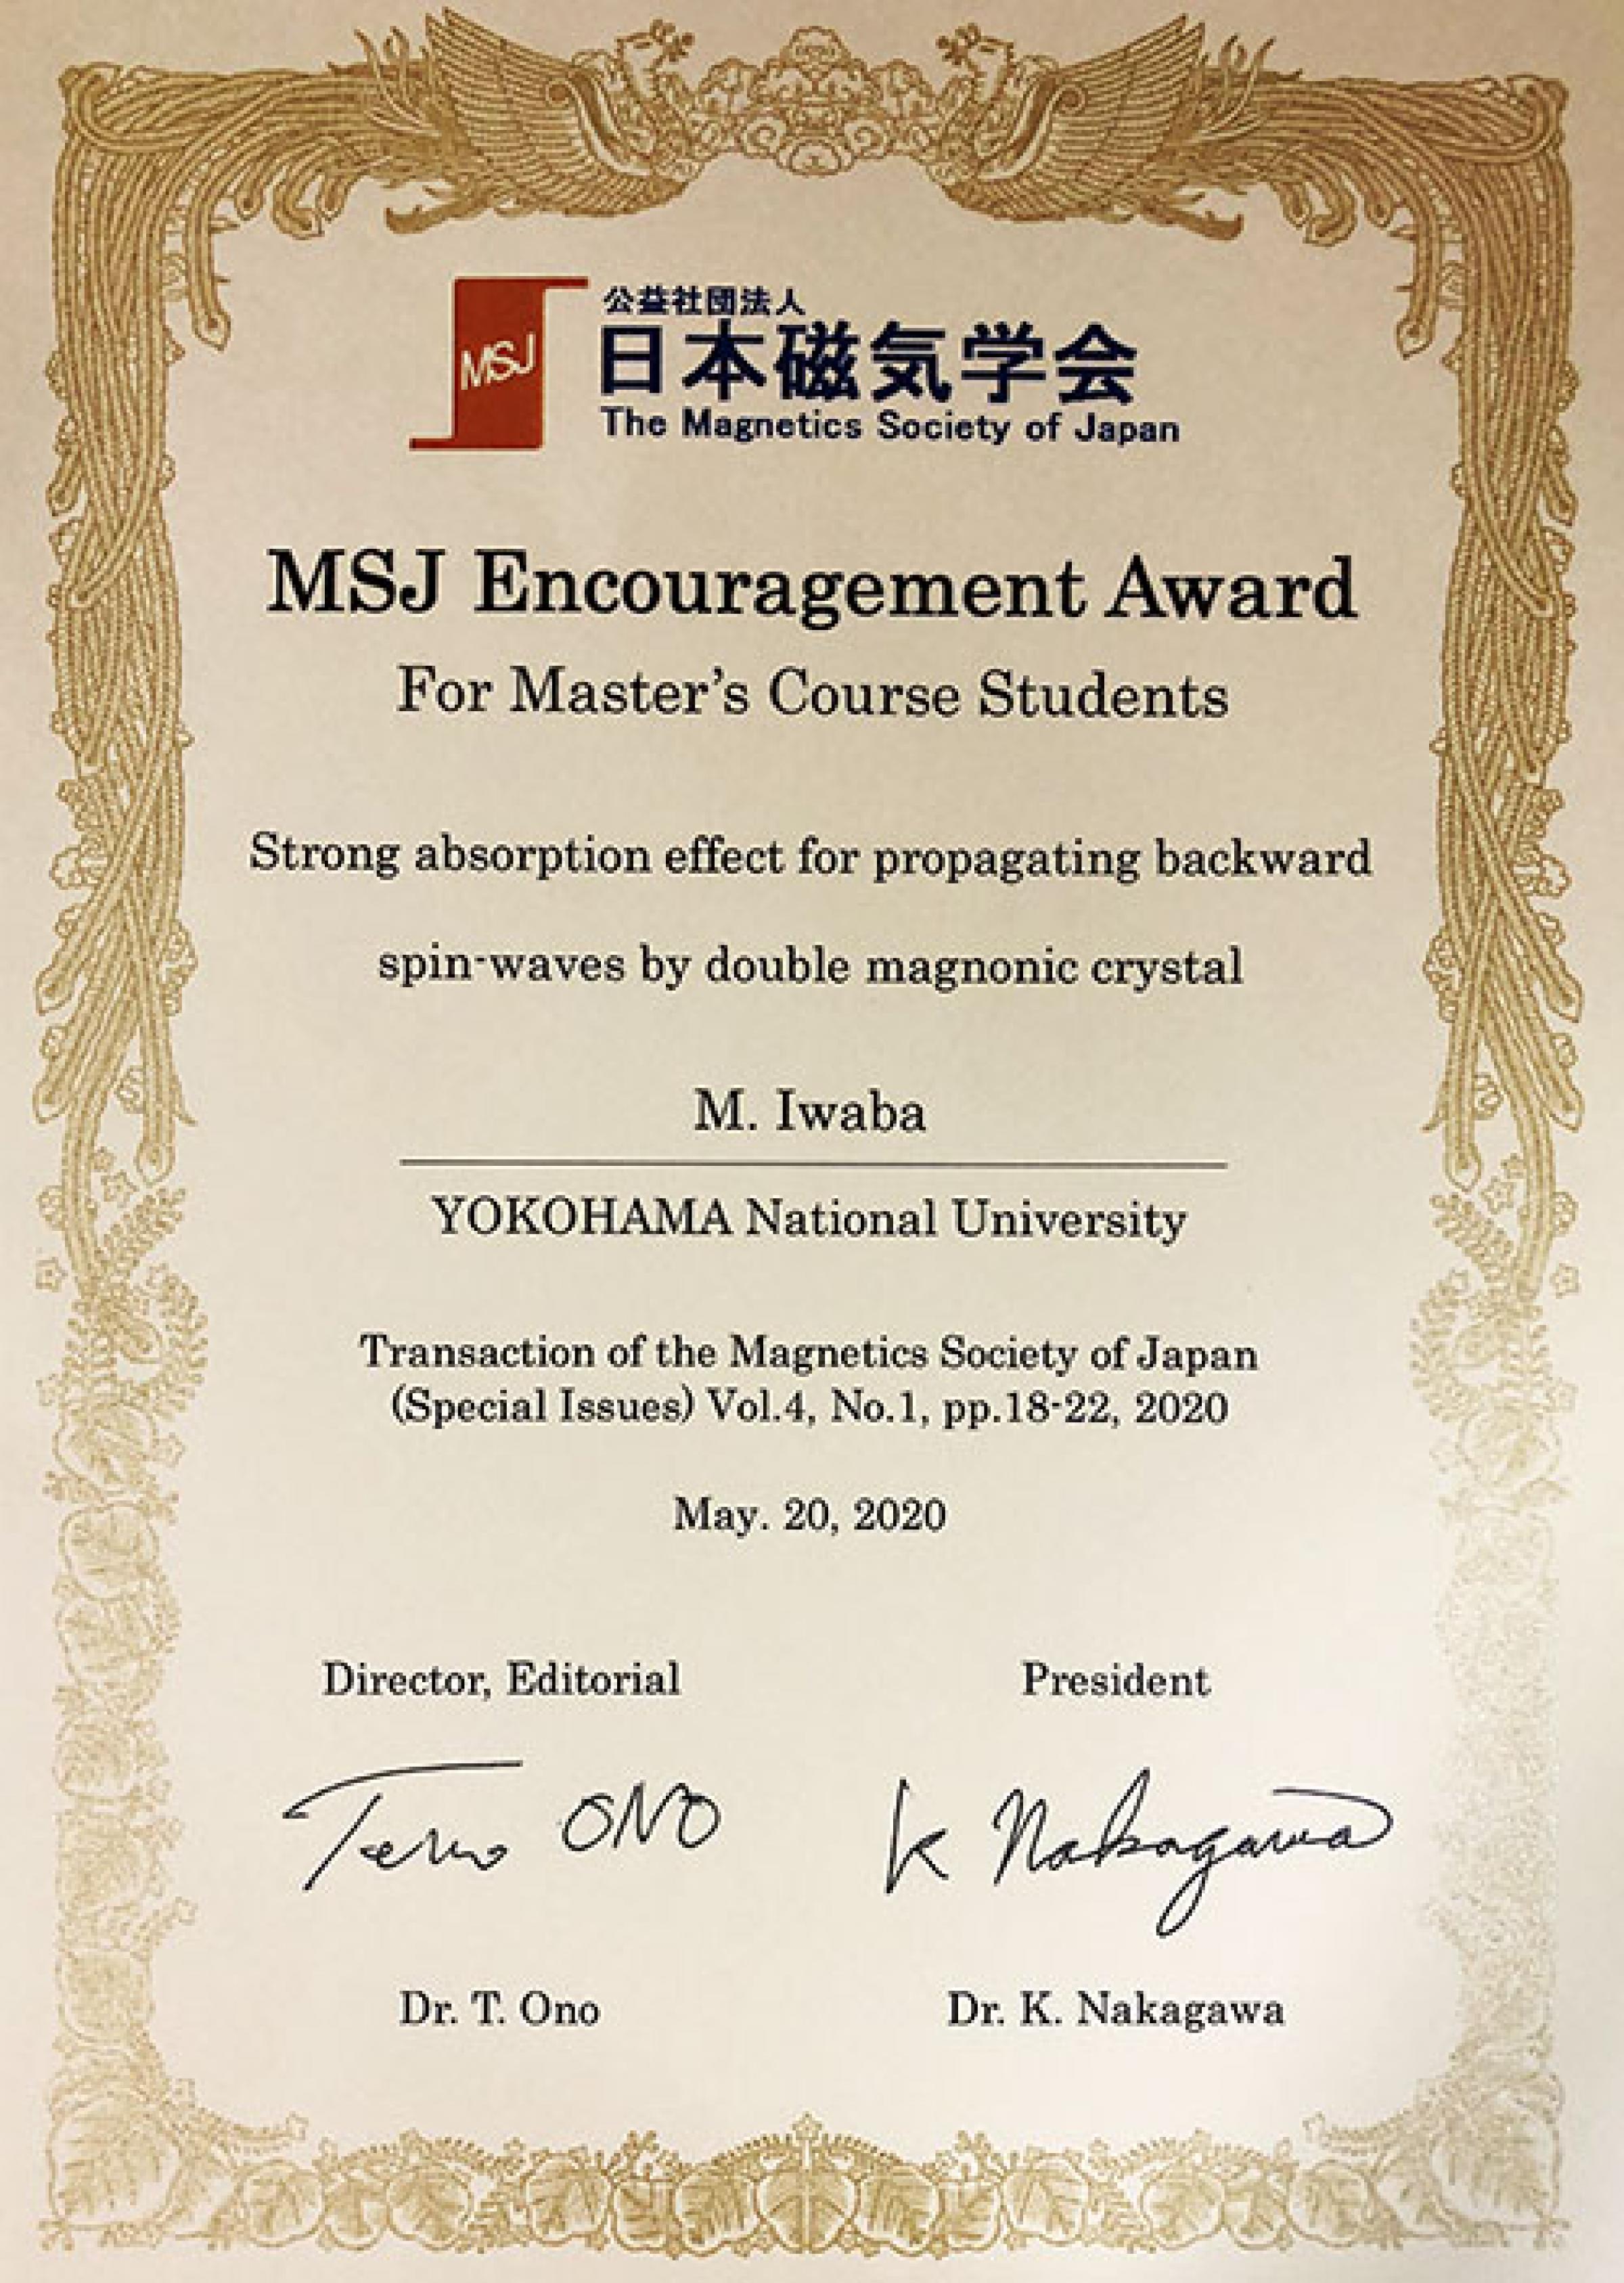 MSJ
公益社団法人
日本磁気学会
The Magnetics Society of Japan
MSJ Encouragement Award
For Master's Course Students
Strong absorption effect for propagating backward
spin-waves by double magnonic crystal
M. Iwaba
YOKOHAMA National University
Transaction of the Magnetics Society of Japan
(Special Issues) Vol.4, No.1, pp.18-22, 2020
May. 20, 2020
Director, Editorial President
Teruo ONO K Nakagawa
Dr. T. Ono Dr. K. Nakagawa